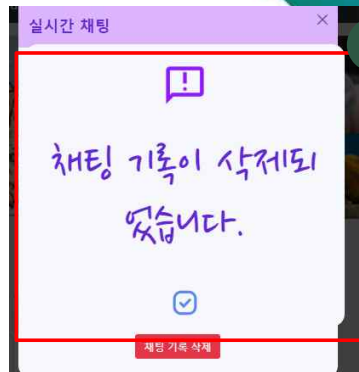 실시간 채팅
채팅 기록이 삭제되
었습니다.
채팅 기록 삭제